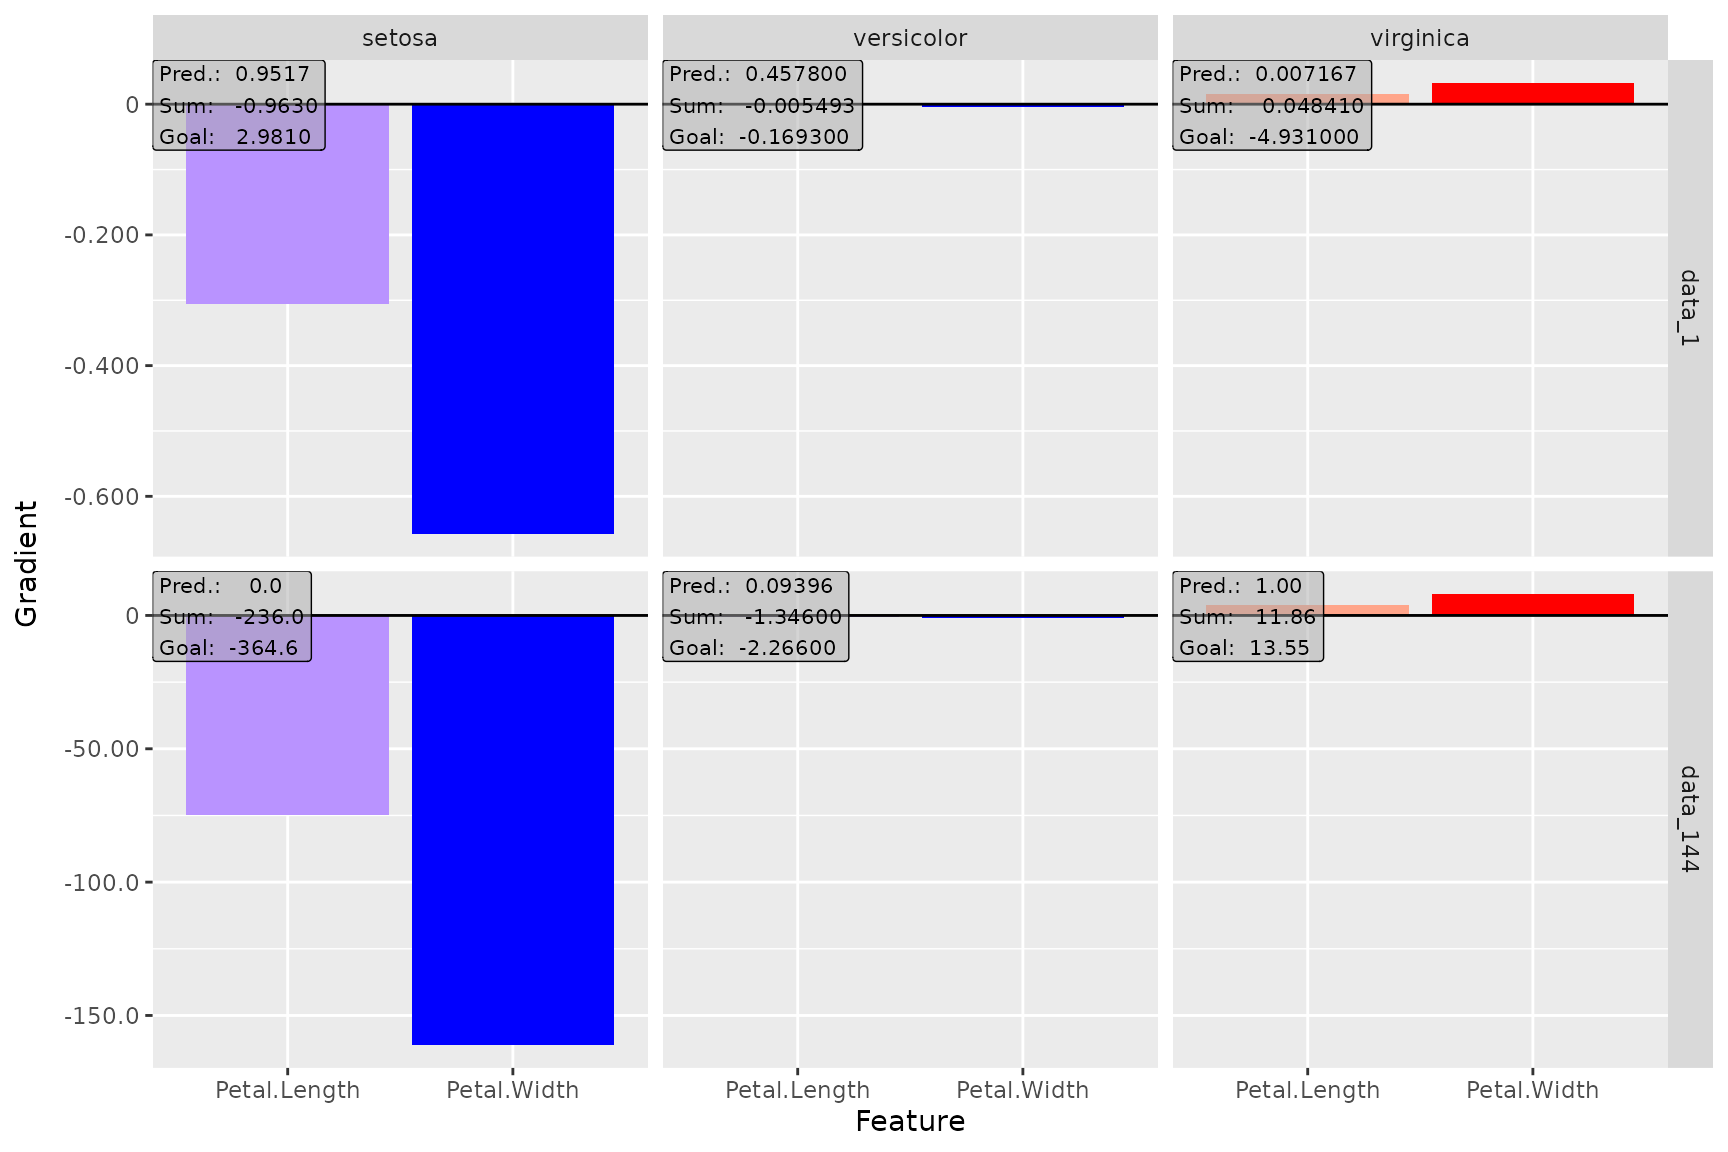 setosa
versicolor
virginica
Pred.: 0.9517
Sum: -0.9630
Goal: 2.9810
Pred.: 0.457800
Sum: -0.005493
Goal: -0.169300
Pred.: 0.007167
Sum: 0.048410
Goal: -4.931000
0
-0.200
-0.400
-0.600
data_1
Gradient
Pred.: 0.0
Sum: -236.0
Goal: -364.6
Pred.: 0.09396
Sum: -1.34600
Goal: -2.26600
Pred.: 1.00
Sum: 11.86
Goal: 13.55
0
-50.00
-100.0
-150.0
data_144
Petal.Length
Petal.Width
Petal.Length
Petal.Width
Petal.Length
Petal.Width
Feature